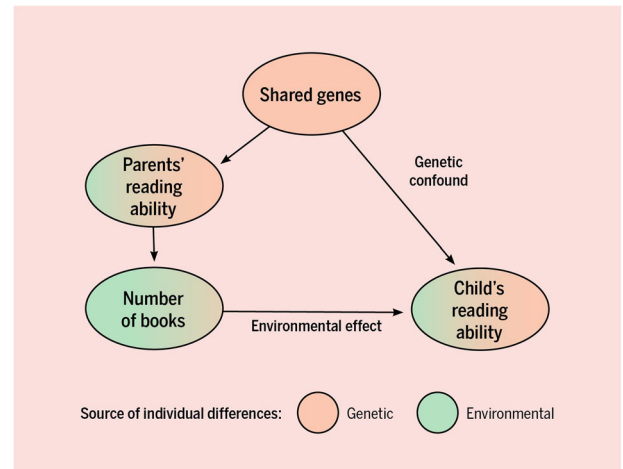 Shared genes
Parents’
reading
ability
Genetic
confound
Number
of books
Environmental effect
Child’s
reading
ability
Source of individual differences: Genetic Environmental